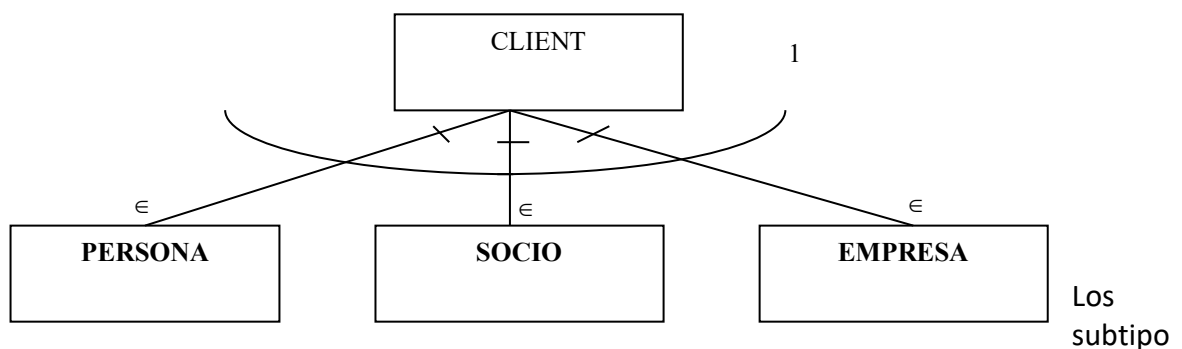 CLIENT
1
∈
∈
∈
PERSONA
SOCIO
EMPRESA
Los
subtipo